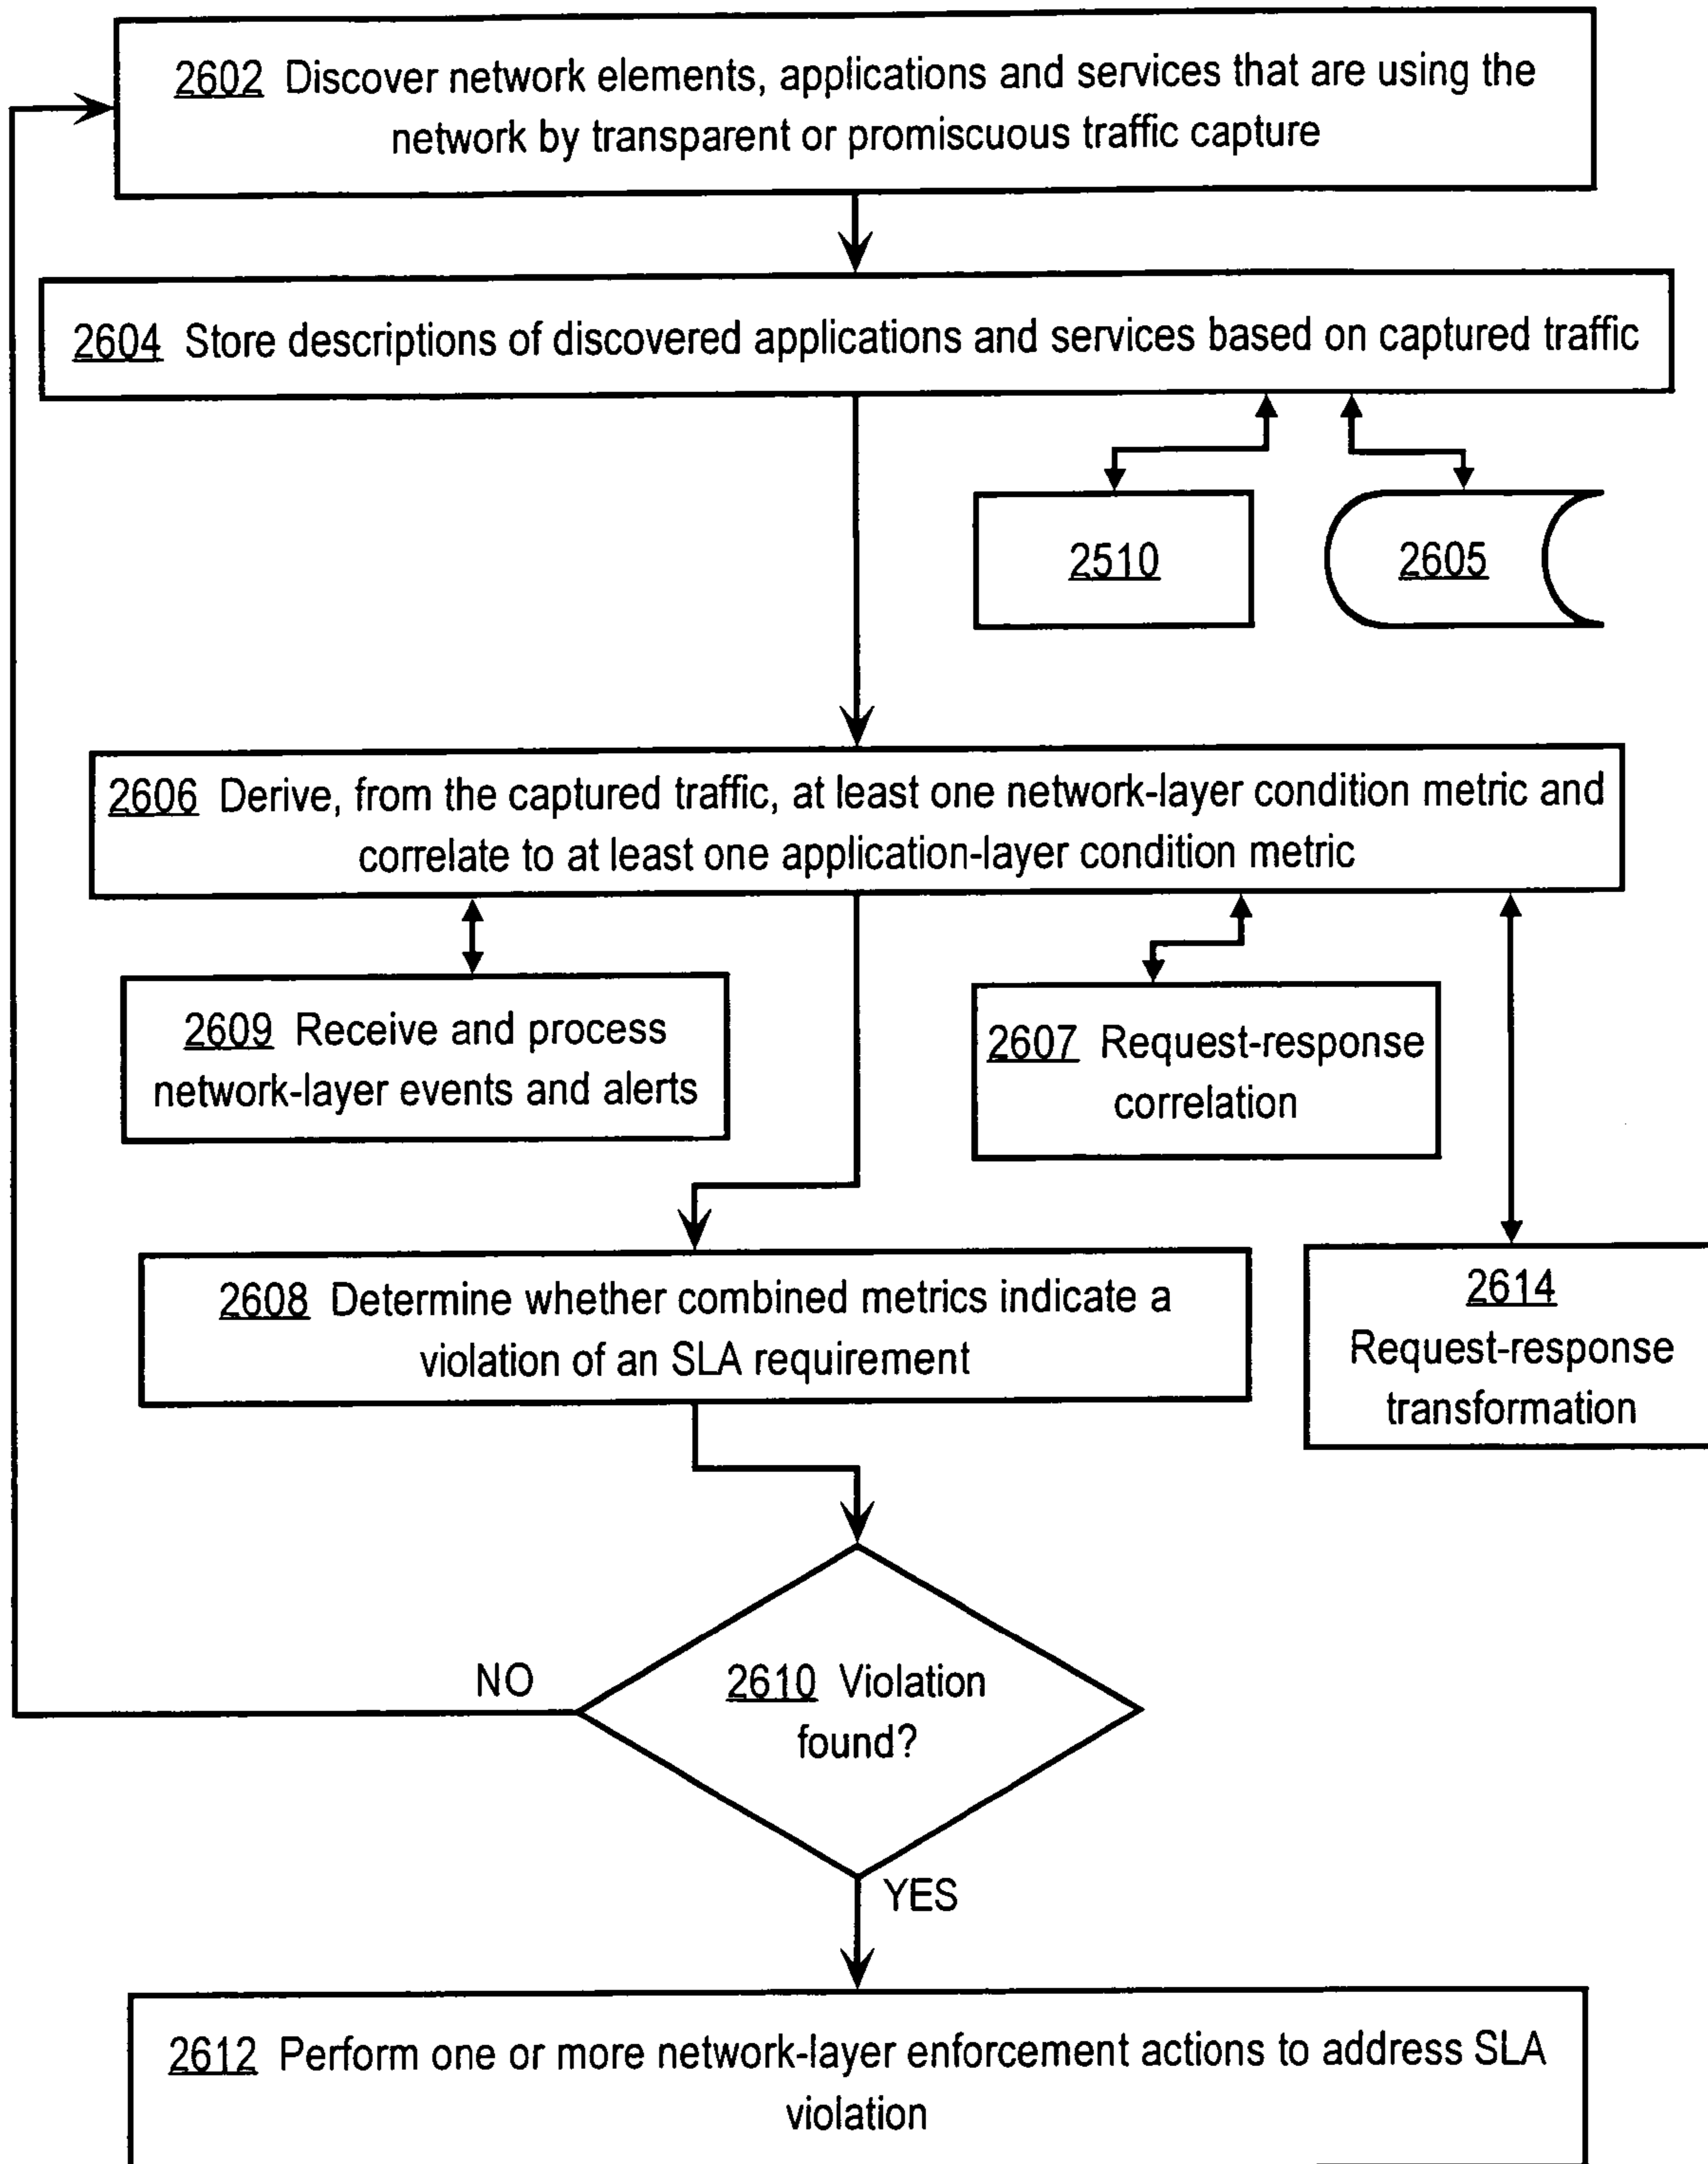 2602 Discover network elements, applications and services that are using the
network by transparent or promiscuous traffic capture
2604 Store descriptions of discovered applications and services based on captured traffic
2510
2605
2606 Derive, from the captured traffic, at least one network-layer condition metric and
correlate to at least one application-layer condition metric
2609 Receive and process
network-layer events and alerts
2607 Request-response
correlation
2608 Determine whether combined metrics indicate a
violation of an SLA requirement
2614
Request-response
transformation
2610 Violation
found?
NO
YES
2612 Perform one or more network-layer enforcement actions to address SLA
violation